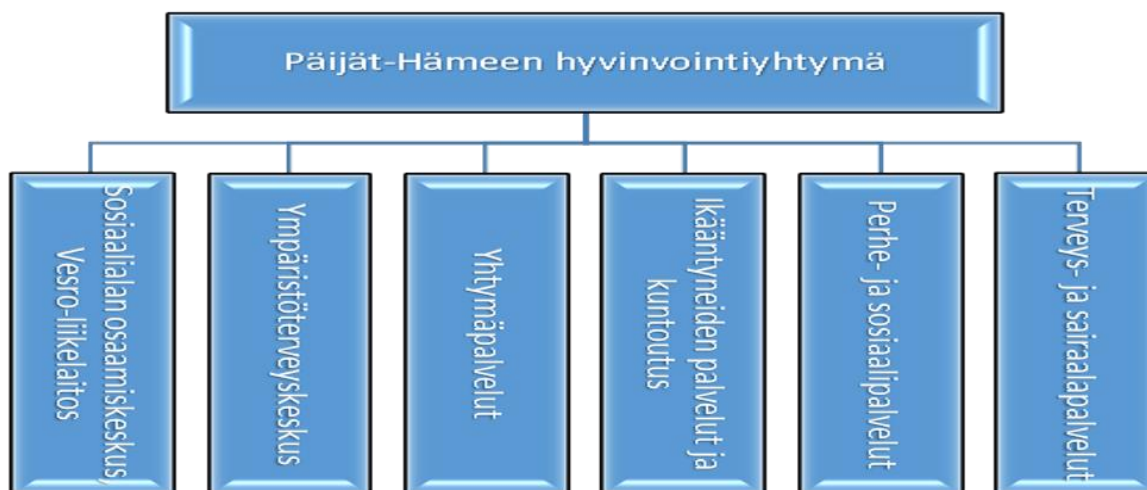 Päijät-Hämeen hyvinvointiyhtymä
Sosiaalialan osaamiskeskus,
Vesro-liikelaitos
Ympäristöterveyskeskus
Yhtymäpalvelut
Ikääntyneiden palvelut ja
kuntoutus
Perhe- ja sosiaalipalvelut
Terveys- ja sairaalapalvelut